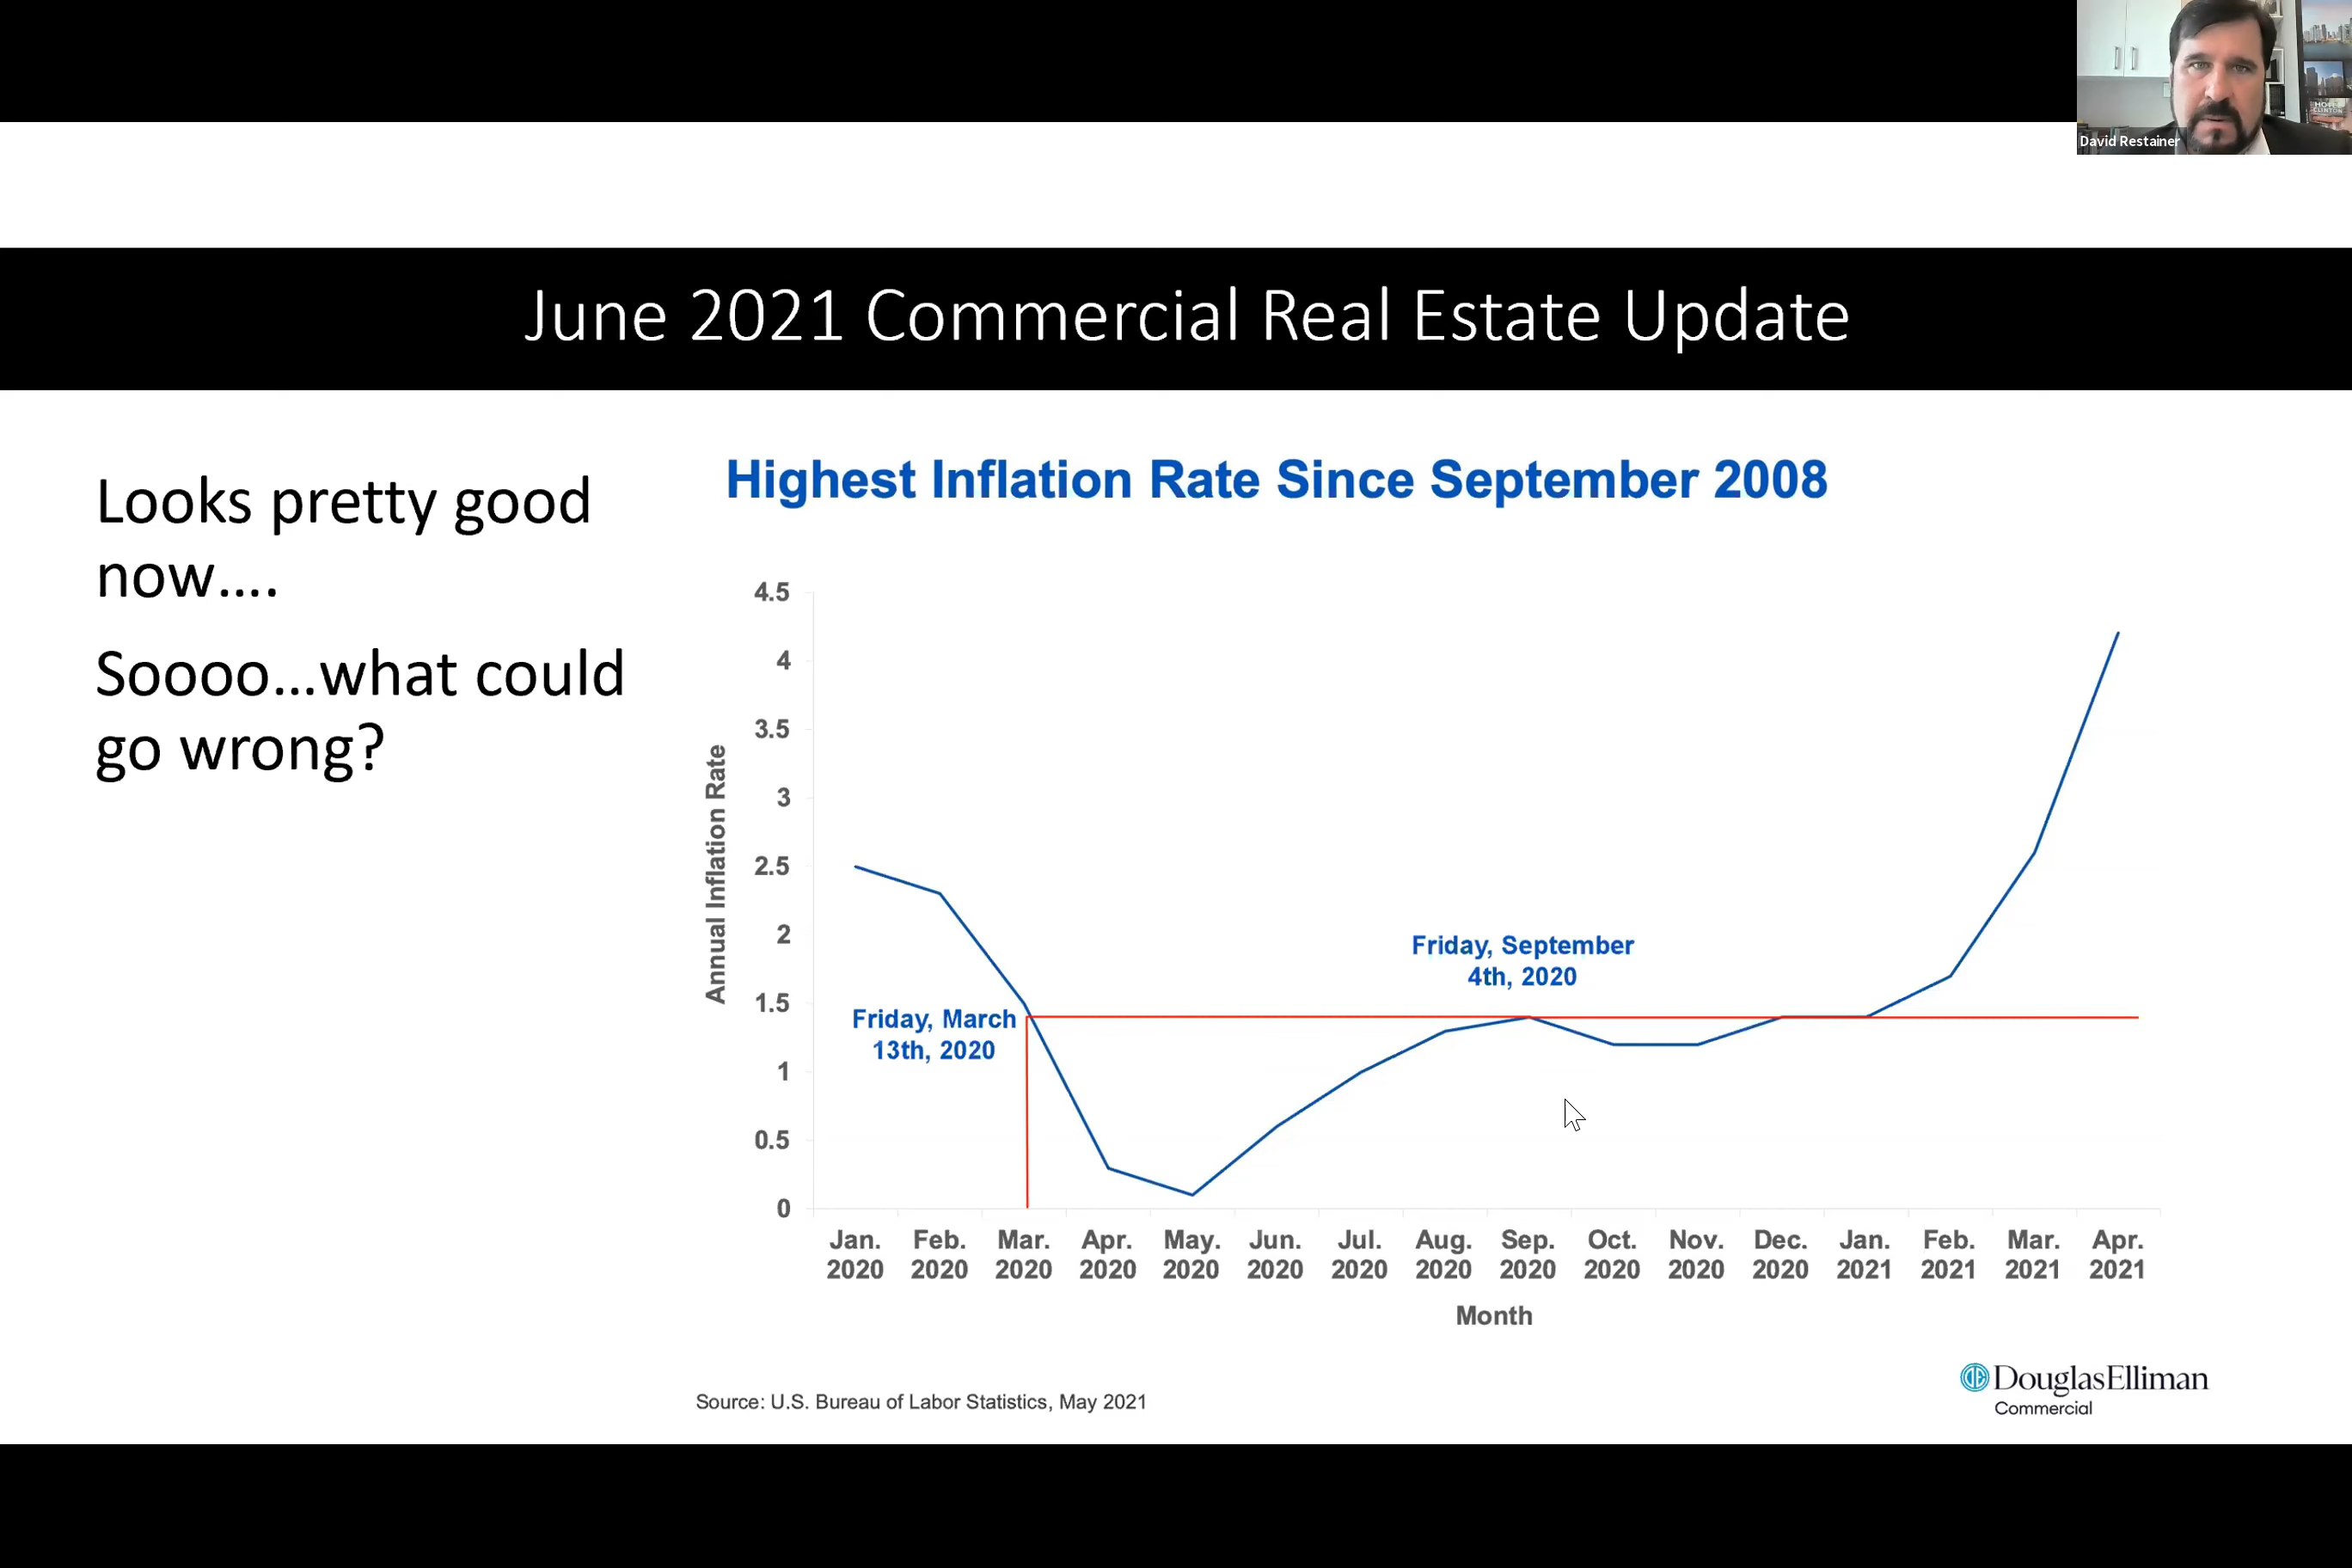 David Restainer
June 2021 Commercial Real Estate Update
Looks pretty good
now....
Soooo...what could
go wrong?
Highest Inflation Rate Since September 2008
Annual Inflation Rate
4.5
4
3.5
3
2.5
2
1.5
1
0.5
0
Friday, March
13th, 2020
Friday, September
4th, 2020
Jan. Feb. Mar. Apr. May. Jun. Jul. Aug. Sep. Oct. Nov. Dec. Jan. Feb. Mar. Apr.
2020 2020 2020 2020 2020 2020 2020 2020 2020 2020 2020 2020 2021 2021 2021 2021
Month
Source: U.S. Bureau of Labor Statistics, May 2021
DouglasElliman
Commercial